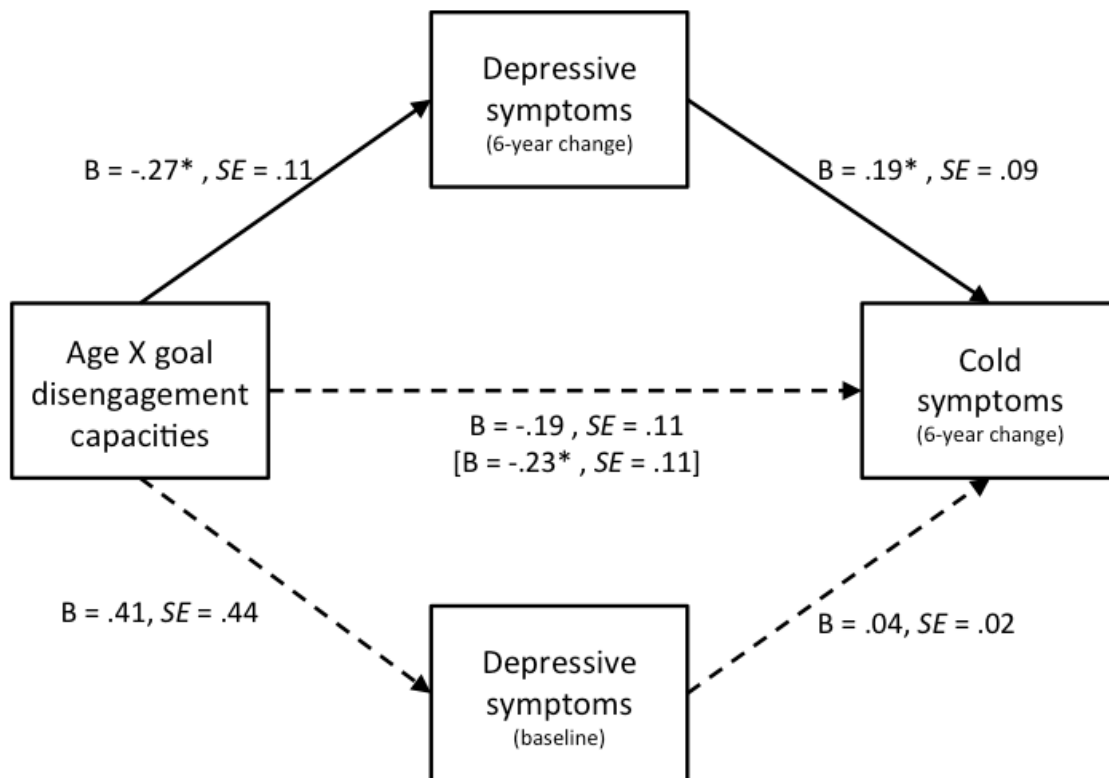 Depressive
symptoms
(6-year change)
B = -.27* , SE = .11
B = .19* , SE = .09
Age X goal
disengagement
capacities
Cold
symptoms
(6-year change)
B = -.19 , SE = .11
[B = -.23* , SE = .11]
B = .41, SE = .44
B = .04, SE = .02
Depressive
symptoms
(baseline)